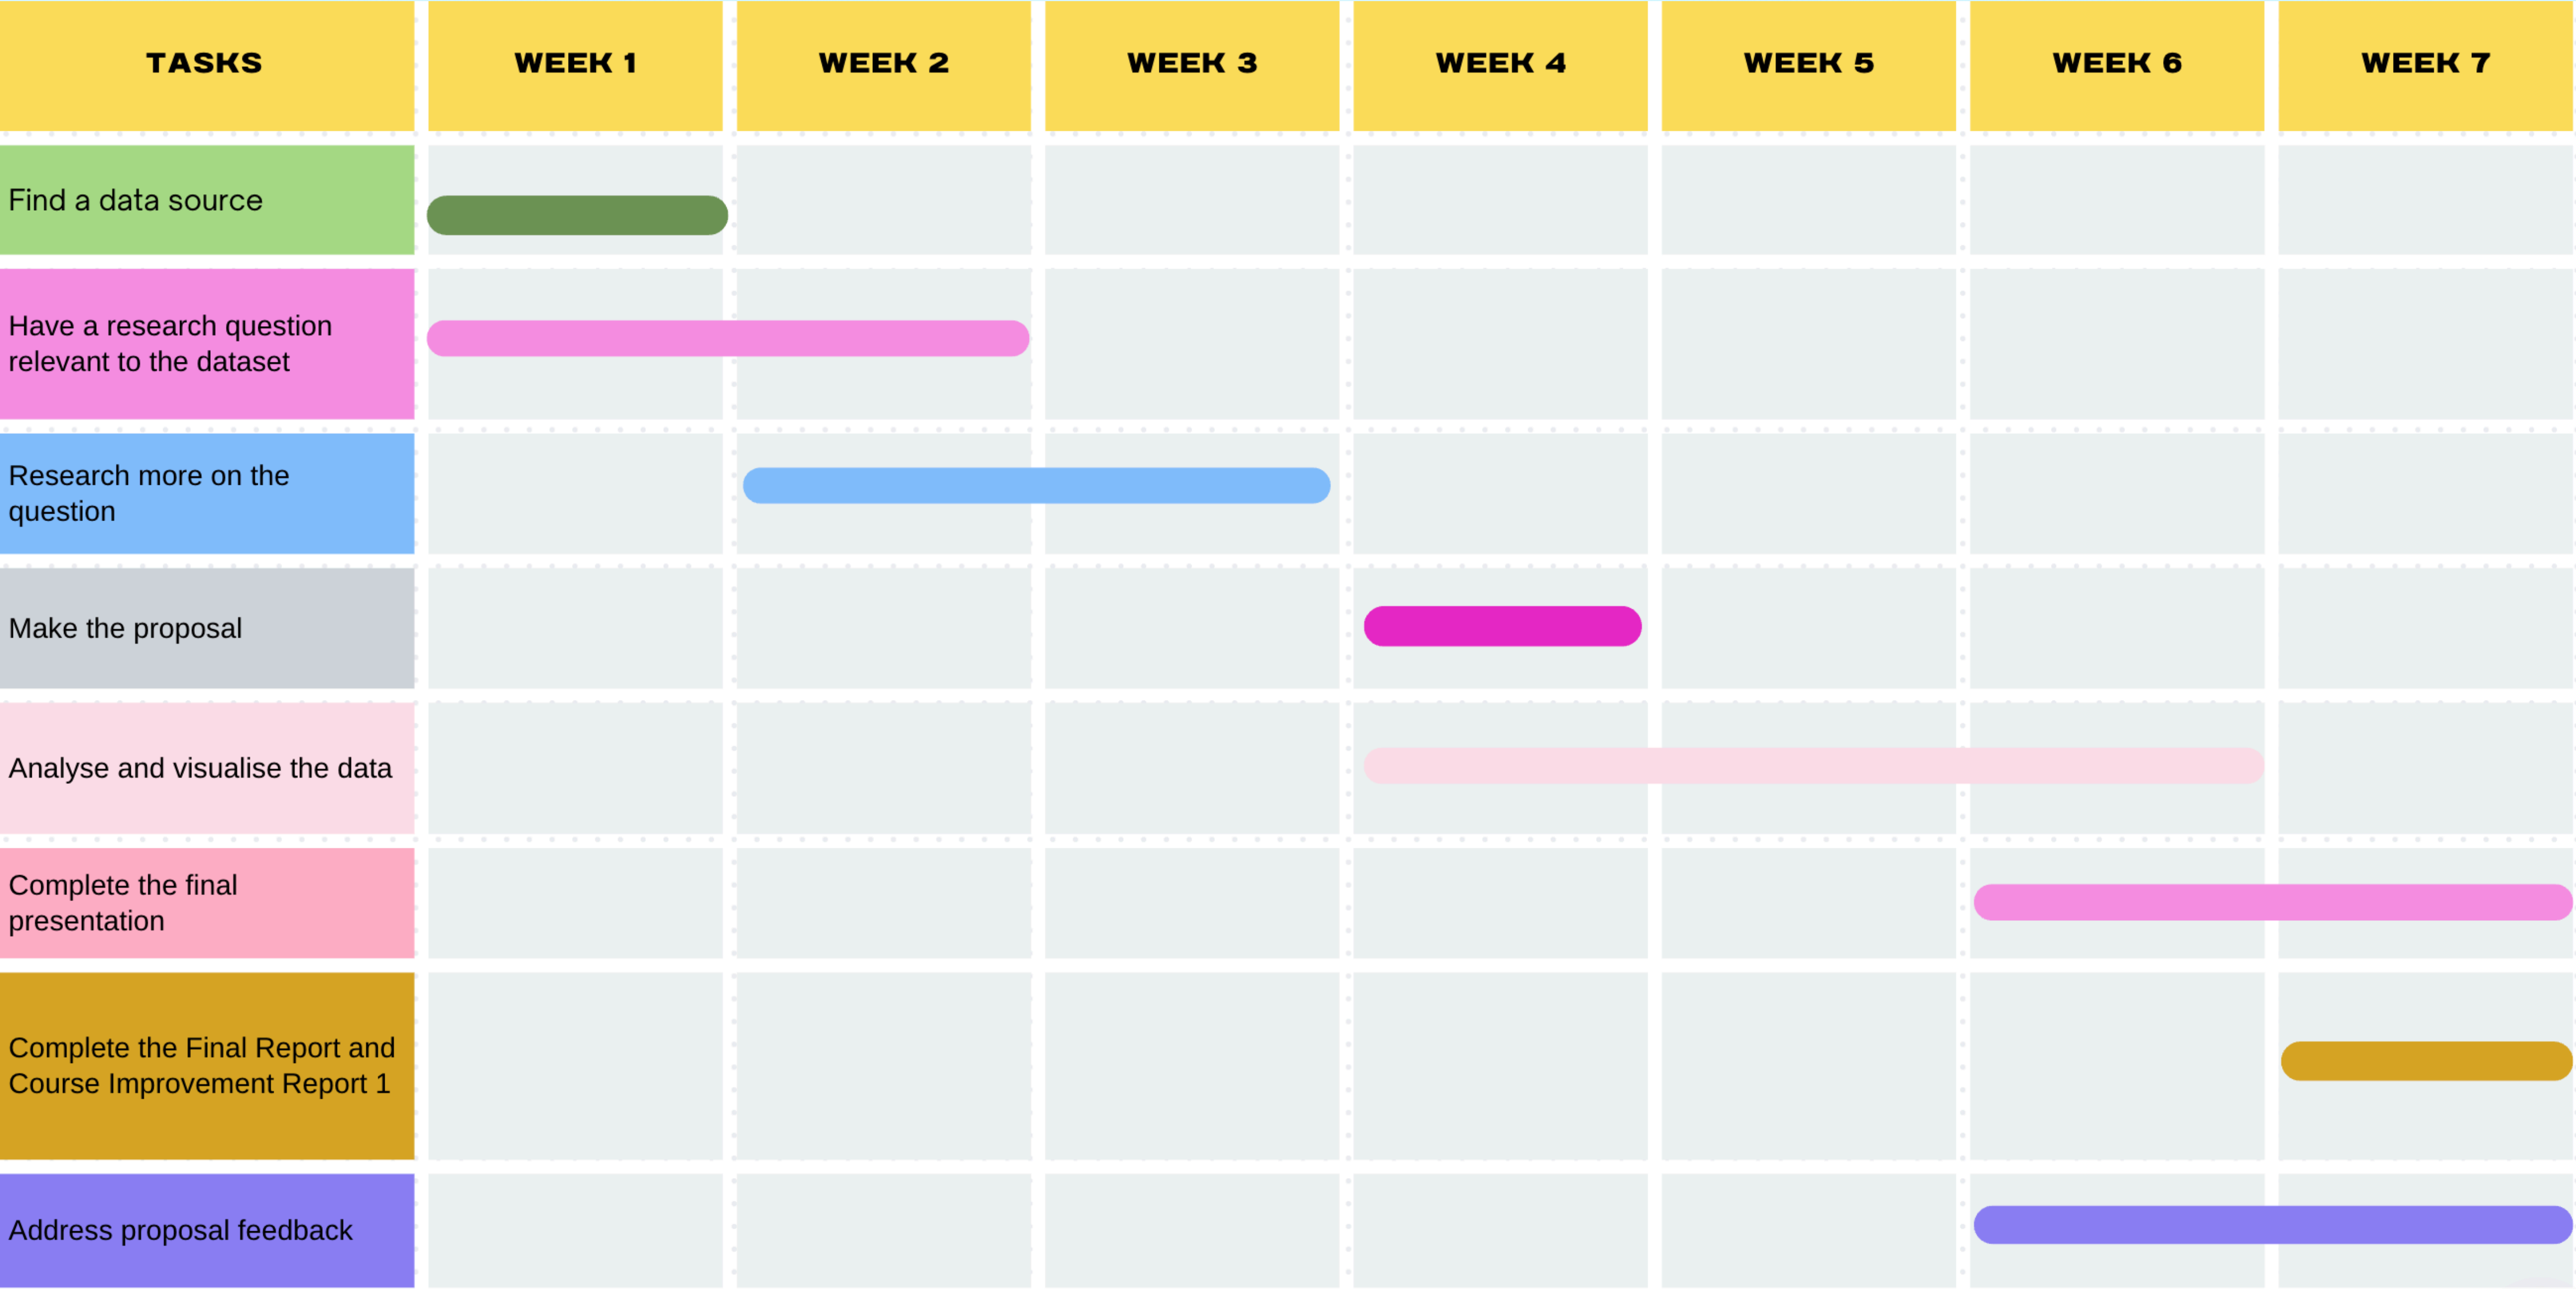 TASKS WEEK 1 WEEK 2 WEEK 3 WEEK 4 WEEK 5 WEEK 6 WEEK 7
Find a data source
Have a research question
relevant to the dataset
Research more on the
question
Make the proposal
Analyse and visualise the data
Complete the final
presentation
Complete the Final Report and
Course Improvement Report 1
Address proposal feedback